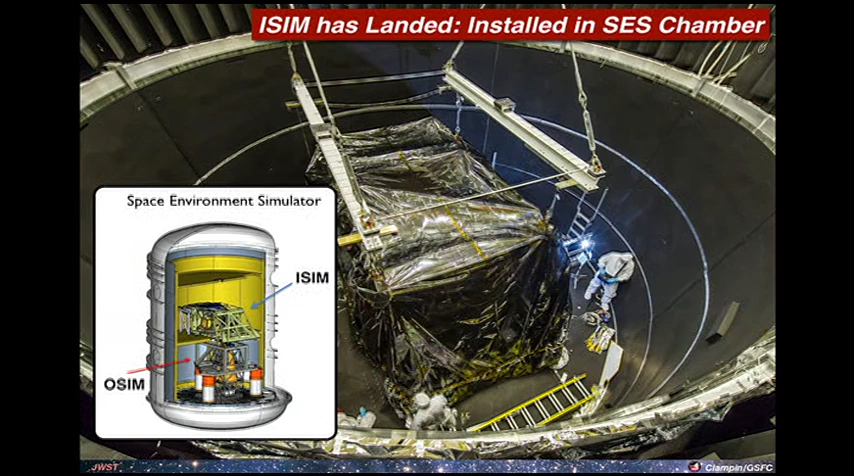 ISIM has Landed: Installed in SES Chamber
Space Environment Simulator
ISIM
OSIM
JWST
Clampin/GSFC